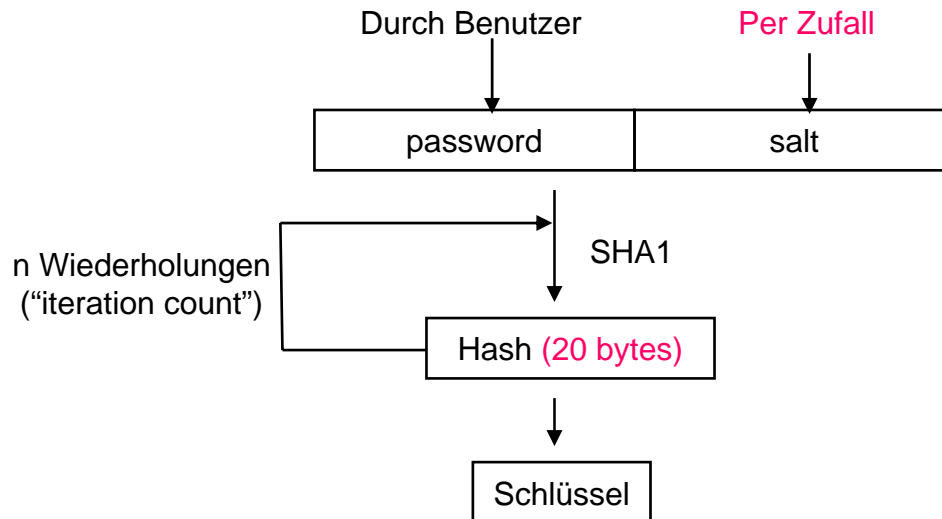 Durch Benutzer
Per Zufall
password
salt
SHA1
n Wiederholungen
(“iteration count”)
Hash (20 bytes)
Schlüssel